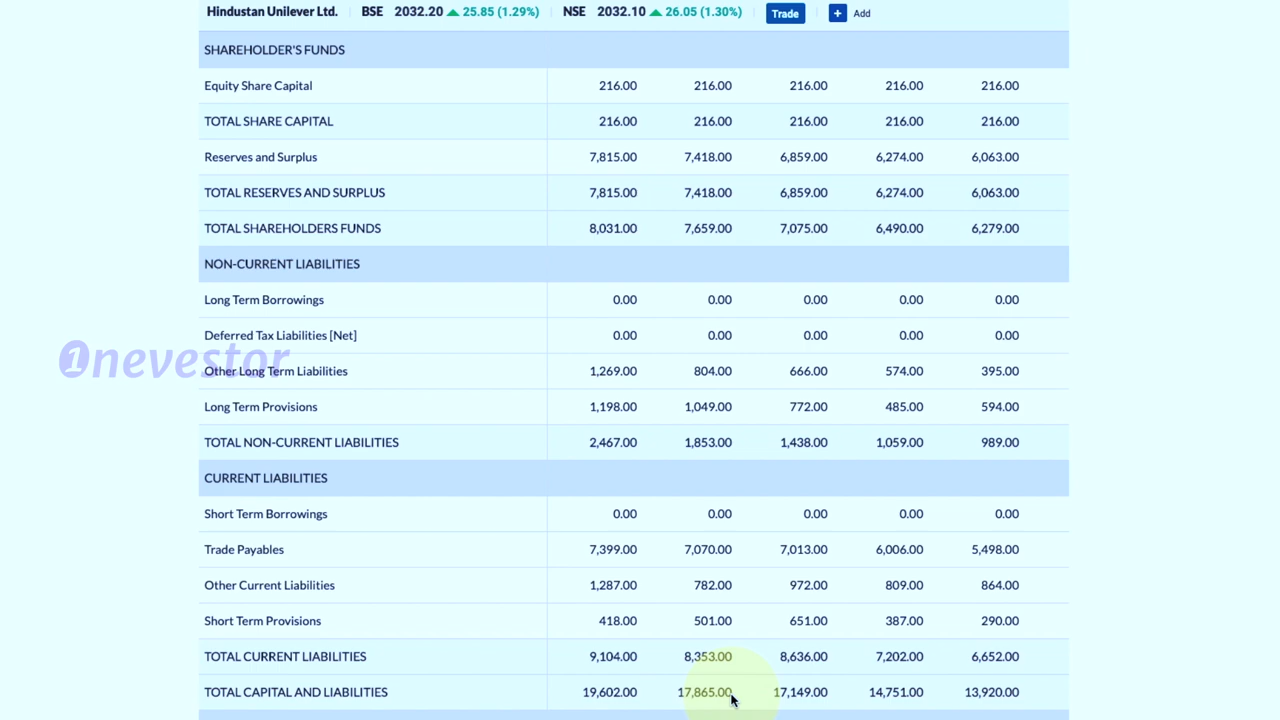 Hindustan Unilever Ltd. BSE 2032.20 25.85 (1.29%) NSE 2032.10 26.05 (1.30%) Trade + Add
SHAREHOLDER'S FUNDS
Equity Share Capital 216.00 216.00 216.00 216.00 216.00
TOTAL SHARE CAPITAL 216.00 216.00 216.00 216.00 216.00
Reserves and Surplus 7,815.00 7,418.00 6,859.00 6,274.00 6,063.00
TOTAL RESERVES AND SURPLUS 7,815.00 7,418.00 6,859.00 6,274.00 6,063.00
TOTAL SHAREHOLDERS FUNDS 8,031.00 7,659.00 7,075.00 6,490.00 6,279.00
NON-CURRENT LIABILITIES
Long Term Borrowings 0.00 0.00 0.00 0.00 0.00
Deferred Tax Liabilities [Net] 0.00 0.00 0.00 0.00 0.00
1nevestor
Other Long Term Liabilities 1,269.00 804.00 666.00 574.00 395.00
Long Term Provisions 1,198.00 1,049.00 772.00 485.00 594.00
TOTAL NON-CURRENT LIABILITIES 2,467.00 1,853.00 1,438.00 1,059.00 989.00
CURRENT LIABILITIES
Short Term Borrowings 0.00 0.00 0.00 0.00 0.00
Trade Payables 7,399.00 7,070.00 7,013.00 6,006.00 5,498.00
Other Current Liabilities 1,287.00 782.00 972.00 809.00 864.00
Short Term Provisions 418.00 501.00 651.00 387.00 290.00
TOTAL CURRENT LIABILITIES 9,104.00 8,353.00 8,636.00 7,202.00 6,652.00
TOTAL CAPITAL AND LIABILITIES 19,602.00 17,865.00 17,149.00 14,751.00 13,920.00